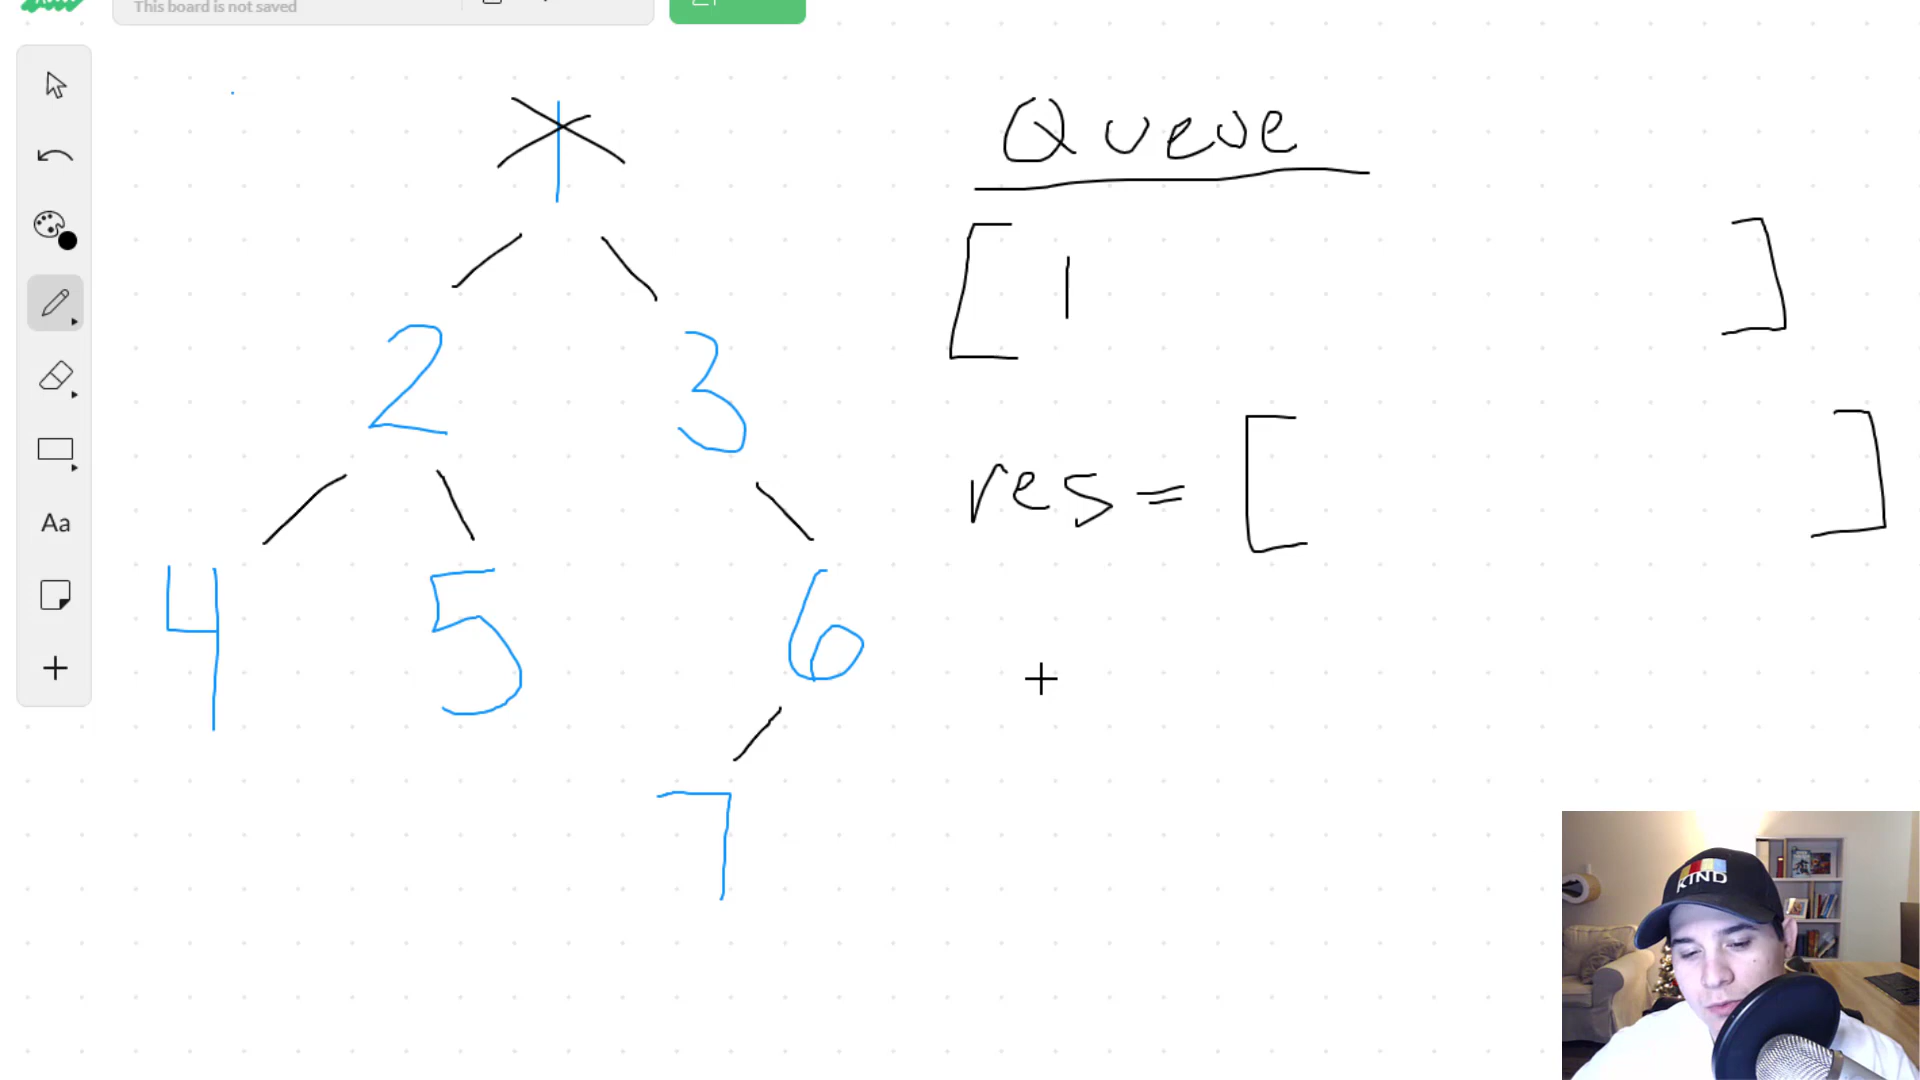 This board is not saved
1
Queue
[ 1 ]
2 3
res = [ ]
4 5 6
7
Aa
KIND